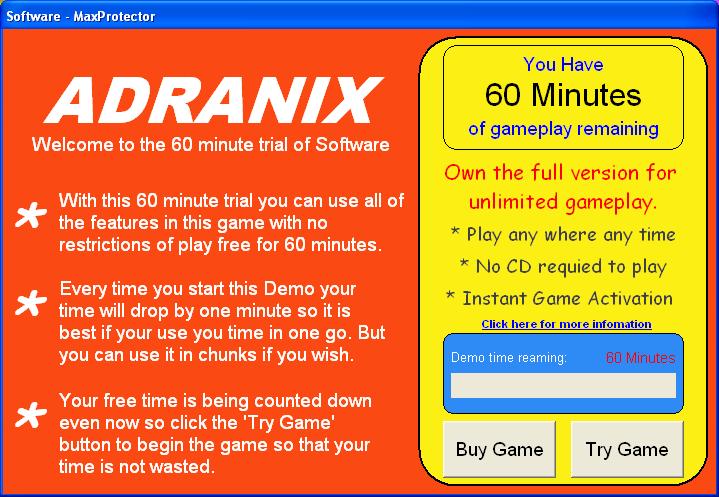 Software - MaxProtector
ADRANIX
Welcome to the 60 minute trial of Software
* With this 60 minute trial you can use all of
the features in this game with no
restrictions of play free for 60 minutes.
* Every time you start this Demo your
time will drop by one minute so it is
best if your use you time in one go. But
you can use it in chunks if you wish.
* Your free time is being counted down
even now so click the 'Try Game'
button to begin the game so that your
time is not wasted.
You Have
60 Minutes
of gameplay remaining
Own the full version for
unlimited gameplay.
* Play any where any time
* No CD requied to play
* Instant Game Activation
Click here for more infomation
Demo time reaming: 60 Minutes
Buy Game Try Game